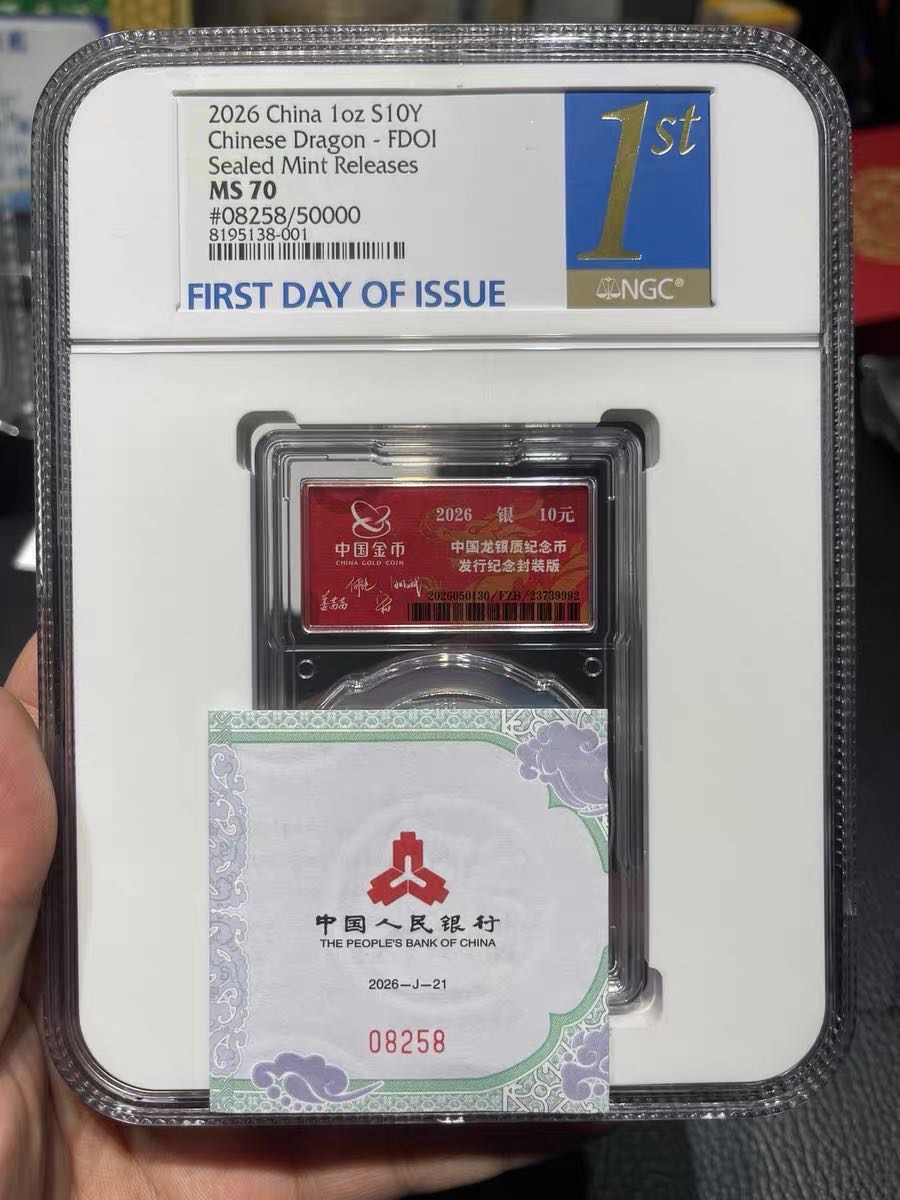 2026 China 1oz S10Y
Chinese Dragon - FDOI
Sealed Mint Releases
MS 70
#08258/50000
8195138-001
FIRST DAY OF ISSUE
1st
NGC®
中国金币
CHINA GOLD COIN
2026 银 10元
中国龙银质纪念币
发行纪念封装版
2026050130/FZB/23739992
中国人民银行
THE PEOPLE'S BANK OF CHINA
2026—J—21
08258